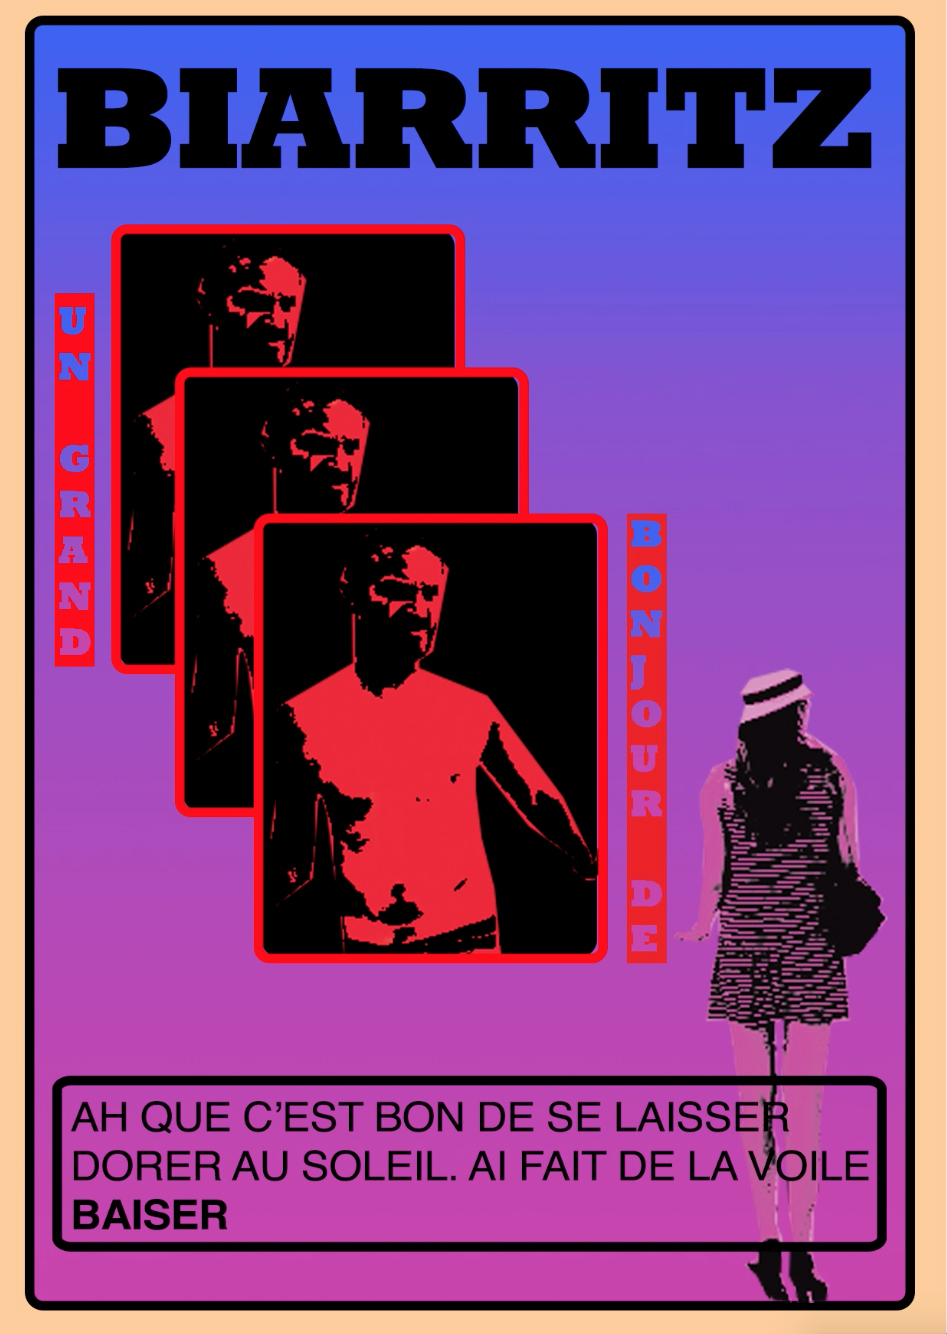 BIARRITZ
UN GRAND
BONJOUR DE
AH QUE C’EST BON DE SE LAISSER
DORER AU SOLEIL. AI FAIT DE LA VOILE
BAISER